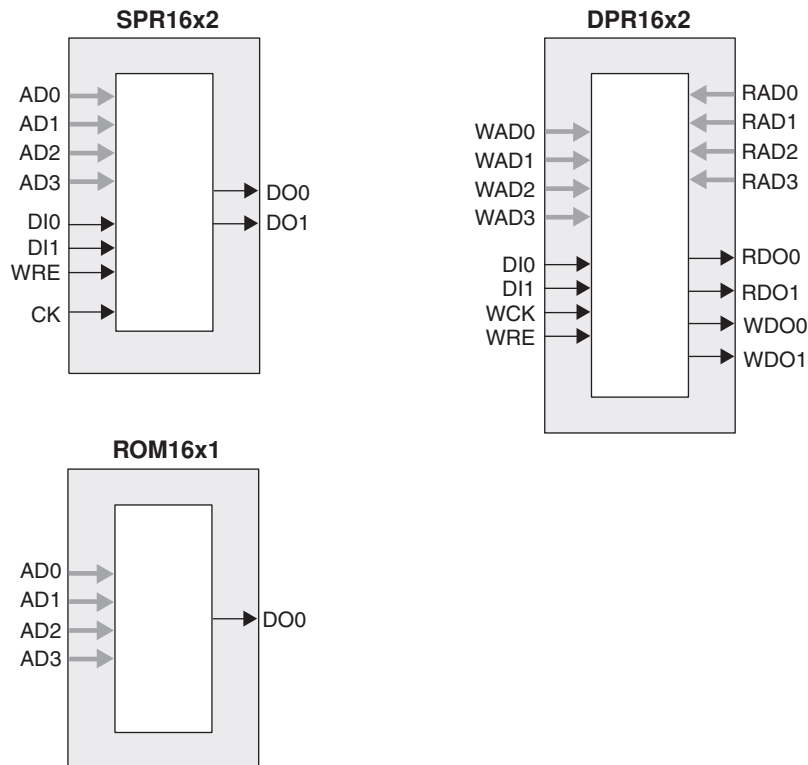 SPR16x2
AD0
AD1
AD2
AD3
DI0
DI1
WRE
CK
DO0
DO1
DPR16x2
WAD0
WAD1
WAD2
WAD3
DI0
DI1
WCK
WRE
RAD0
RAD1
RAD2
RAD3
RDO0
RDO1
WDO0
WDO1
ROM16x1
AD0
AD1
AD2
AD3
DO0